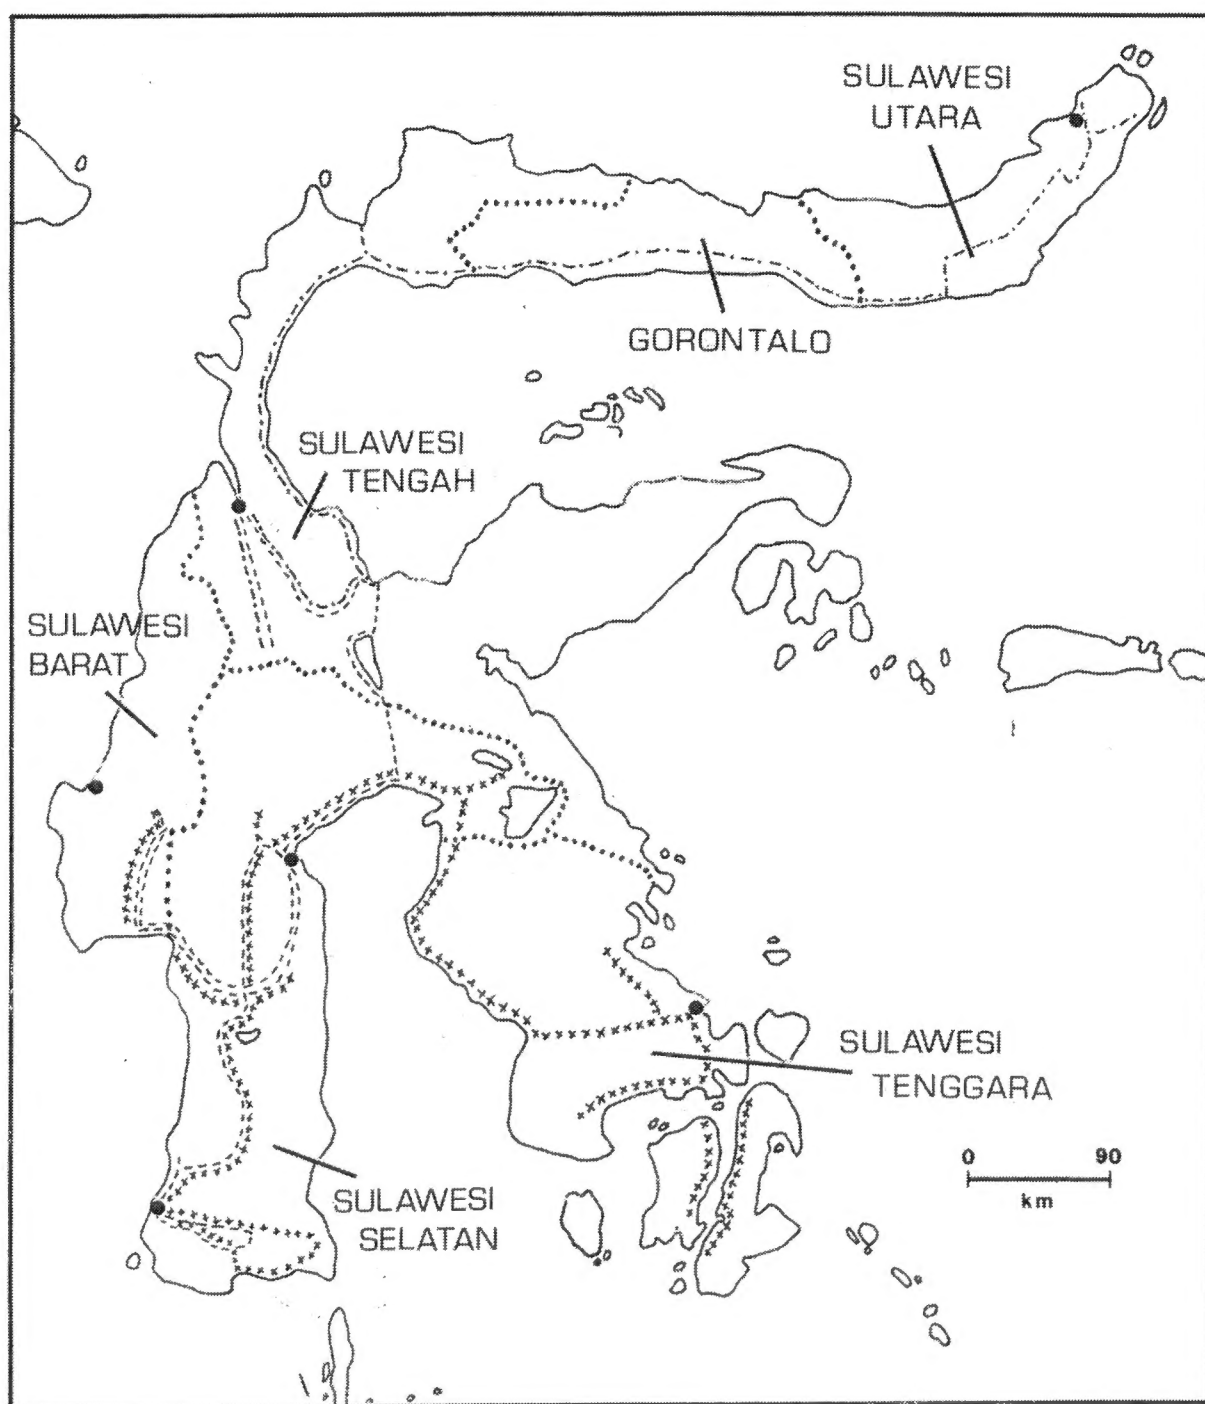 SULAWESI
UTARA
GORONTALO
SULAWESI
TENGAH
SULAWESI
BARAT
SULAWESI
TENGGARA
0 90
km
SULAWESI
SELATAN